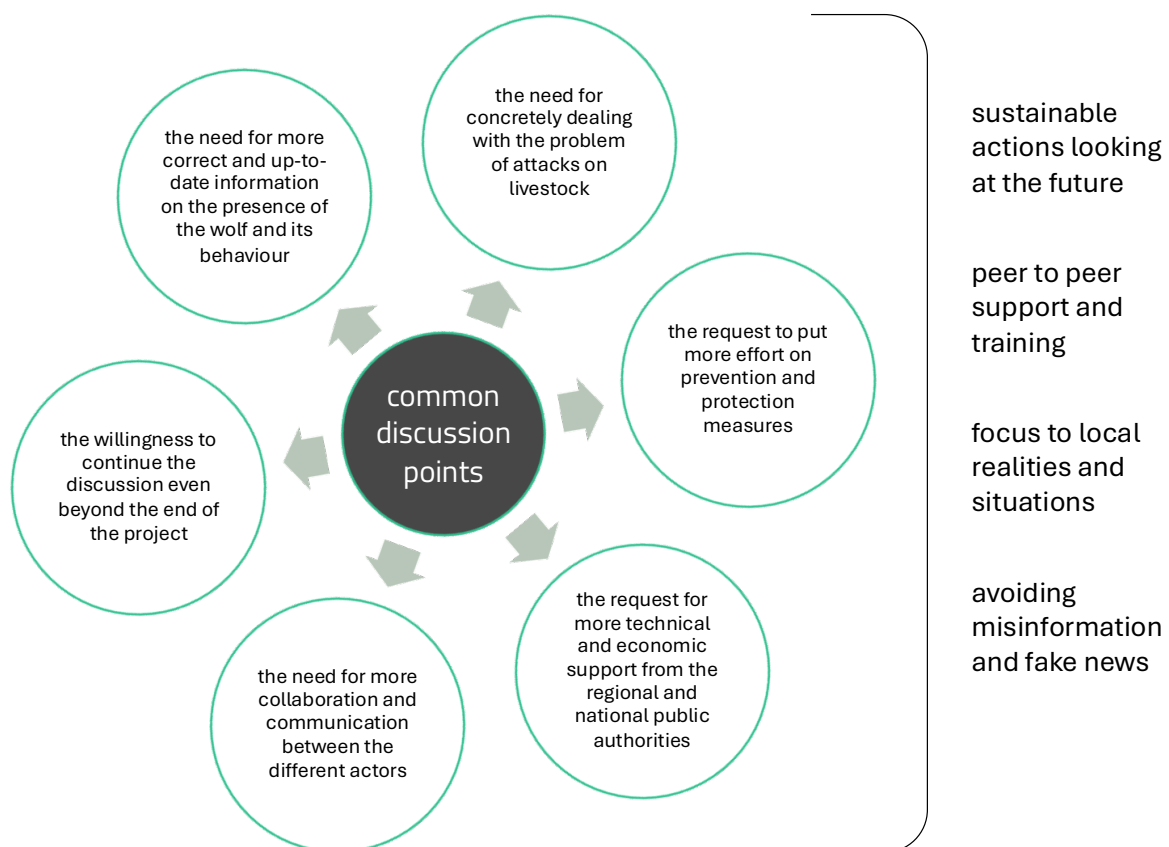 the need for
concretely dealing
with the problem
of attacks on
livestock
the need for more
correct and up-to-
date information
on the presence of
the wolf and its
behaviour
the request to put
more effort on
prevention and
protection
measures
common
discussion
points
the willingness to
continue the
discussion even
beyond the end of
the project
the request for
more technical
and economic
support from the
regional and
national public
authorities
the need for more
collaboration and
communication
between the
different actors
sustainable
actions looking
at the future
peer to peer
support and
training
focus to local
realities and
situations
avoiding
misinformation
and fake news